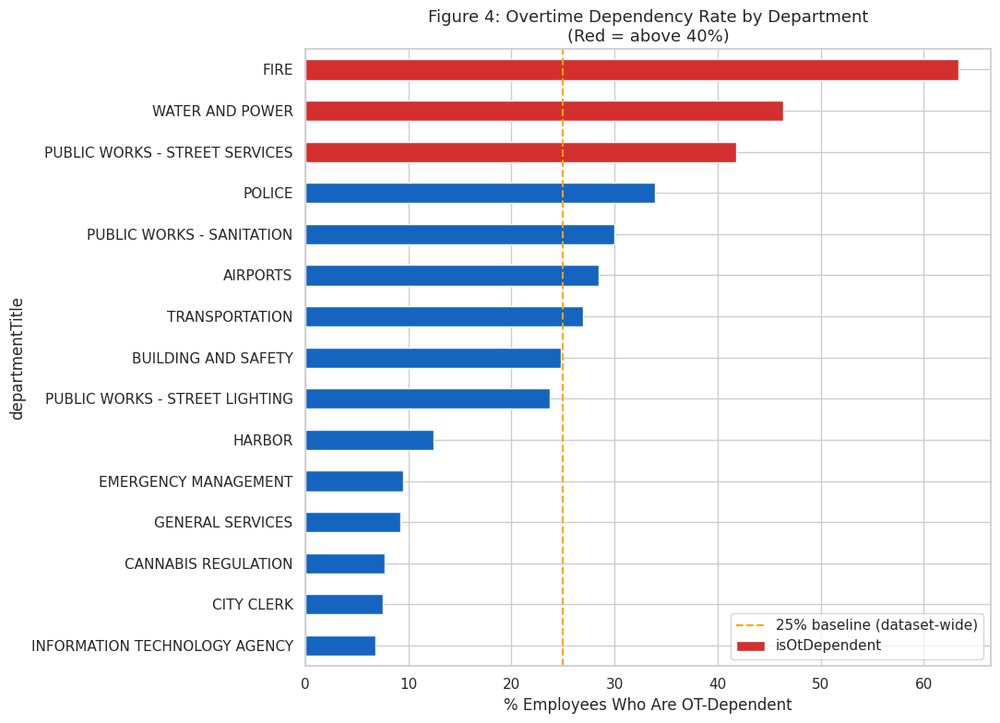 Figure 4: Overtime Dependency Rate by Department
(Red = above 40%)
FIRE
WATER AND POWER
PUBLIC WORKS - STREET SERVICES
POLICE
PUBLIC WORKS - SANITATION
AIRPORTS
TRANSPORTATION
BUILDING AND SAFETY
PUBLIC WORKS - STREET LIGHTING
HARBOR
EMERGENCY MANAGEMENT
GENERAL SERVICES
CANNABIS REGULATION
CITY CLERK
INFORMATION TECHNOLOGY AGENCY
departmentTitle
25% baseline (dataset-wide)
isOtDependent
0 10 20 30 40 50 60
% Employees Who Are OT-Dependent